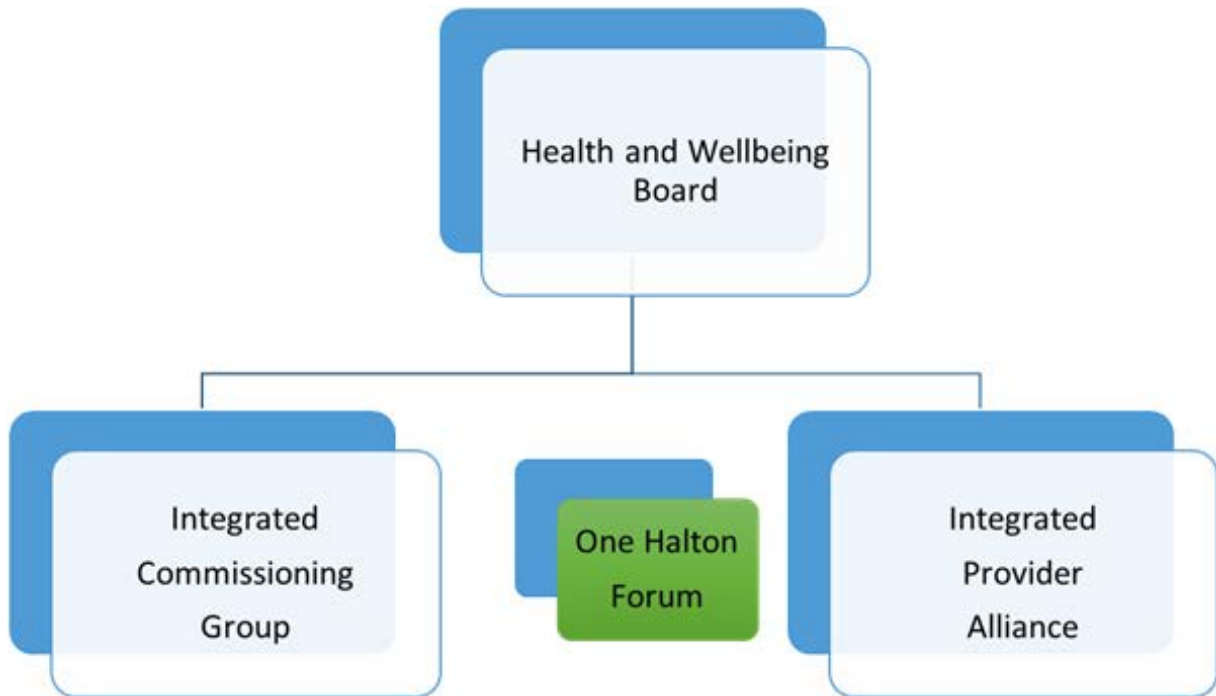 Health and Wellbeing
Board
Integrated
Commissioning
Group
One Halton
Forum
Integrated
Provider
Alliance